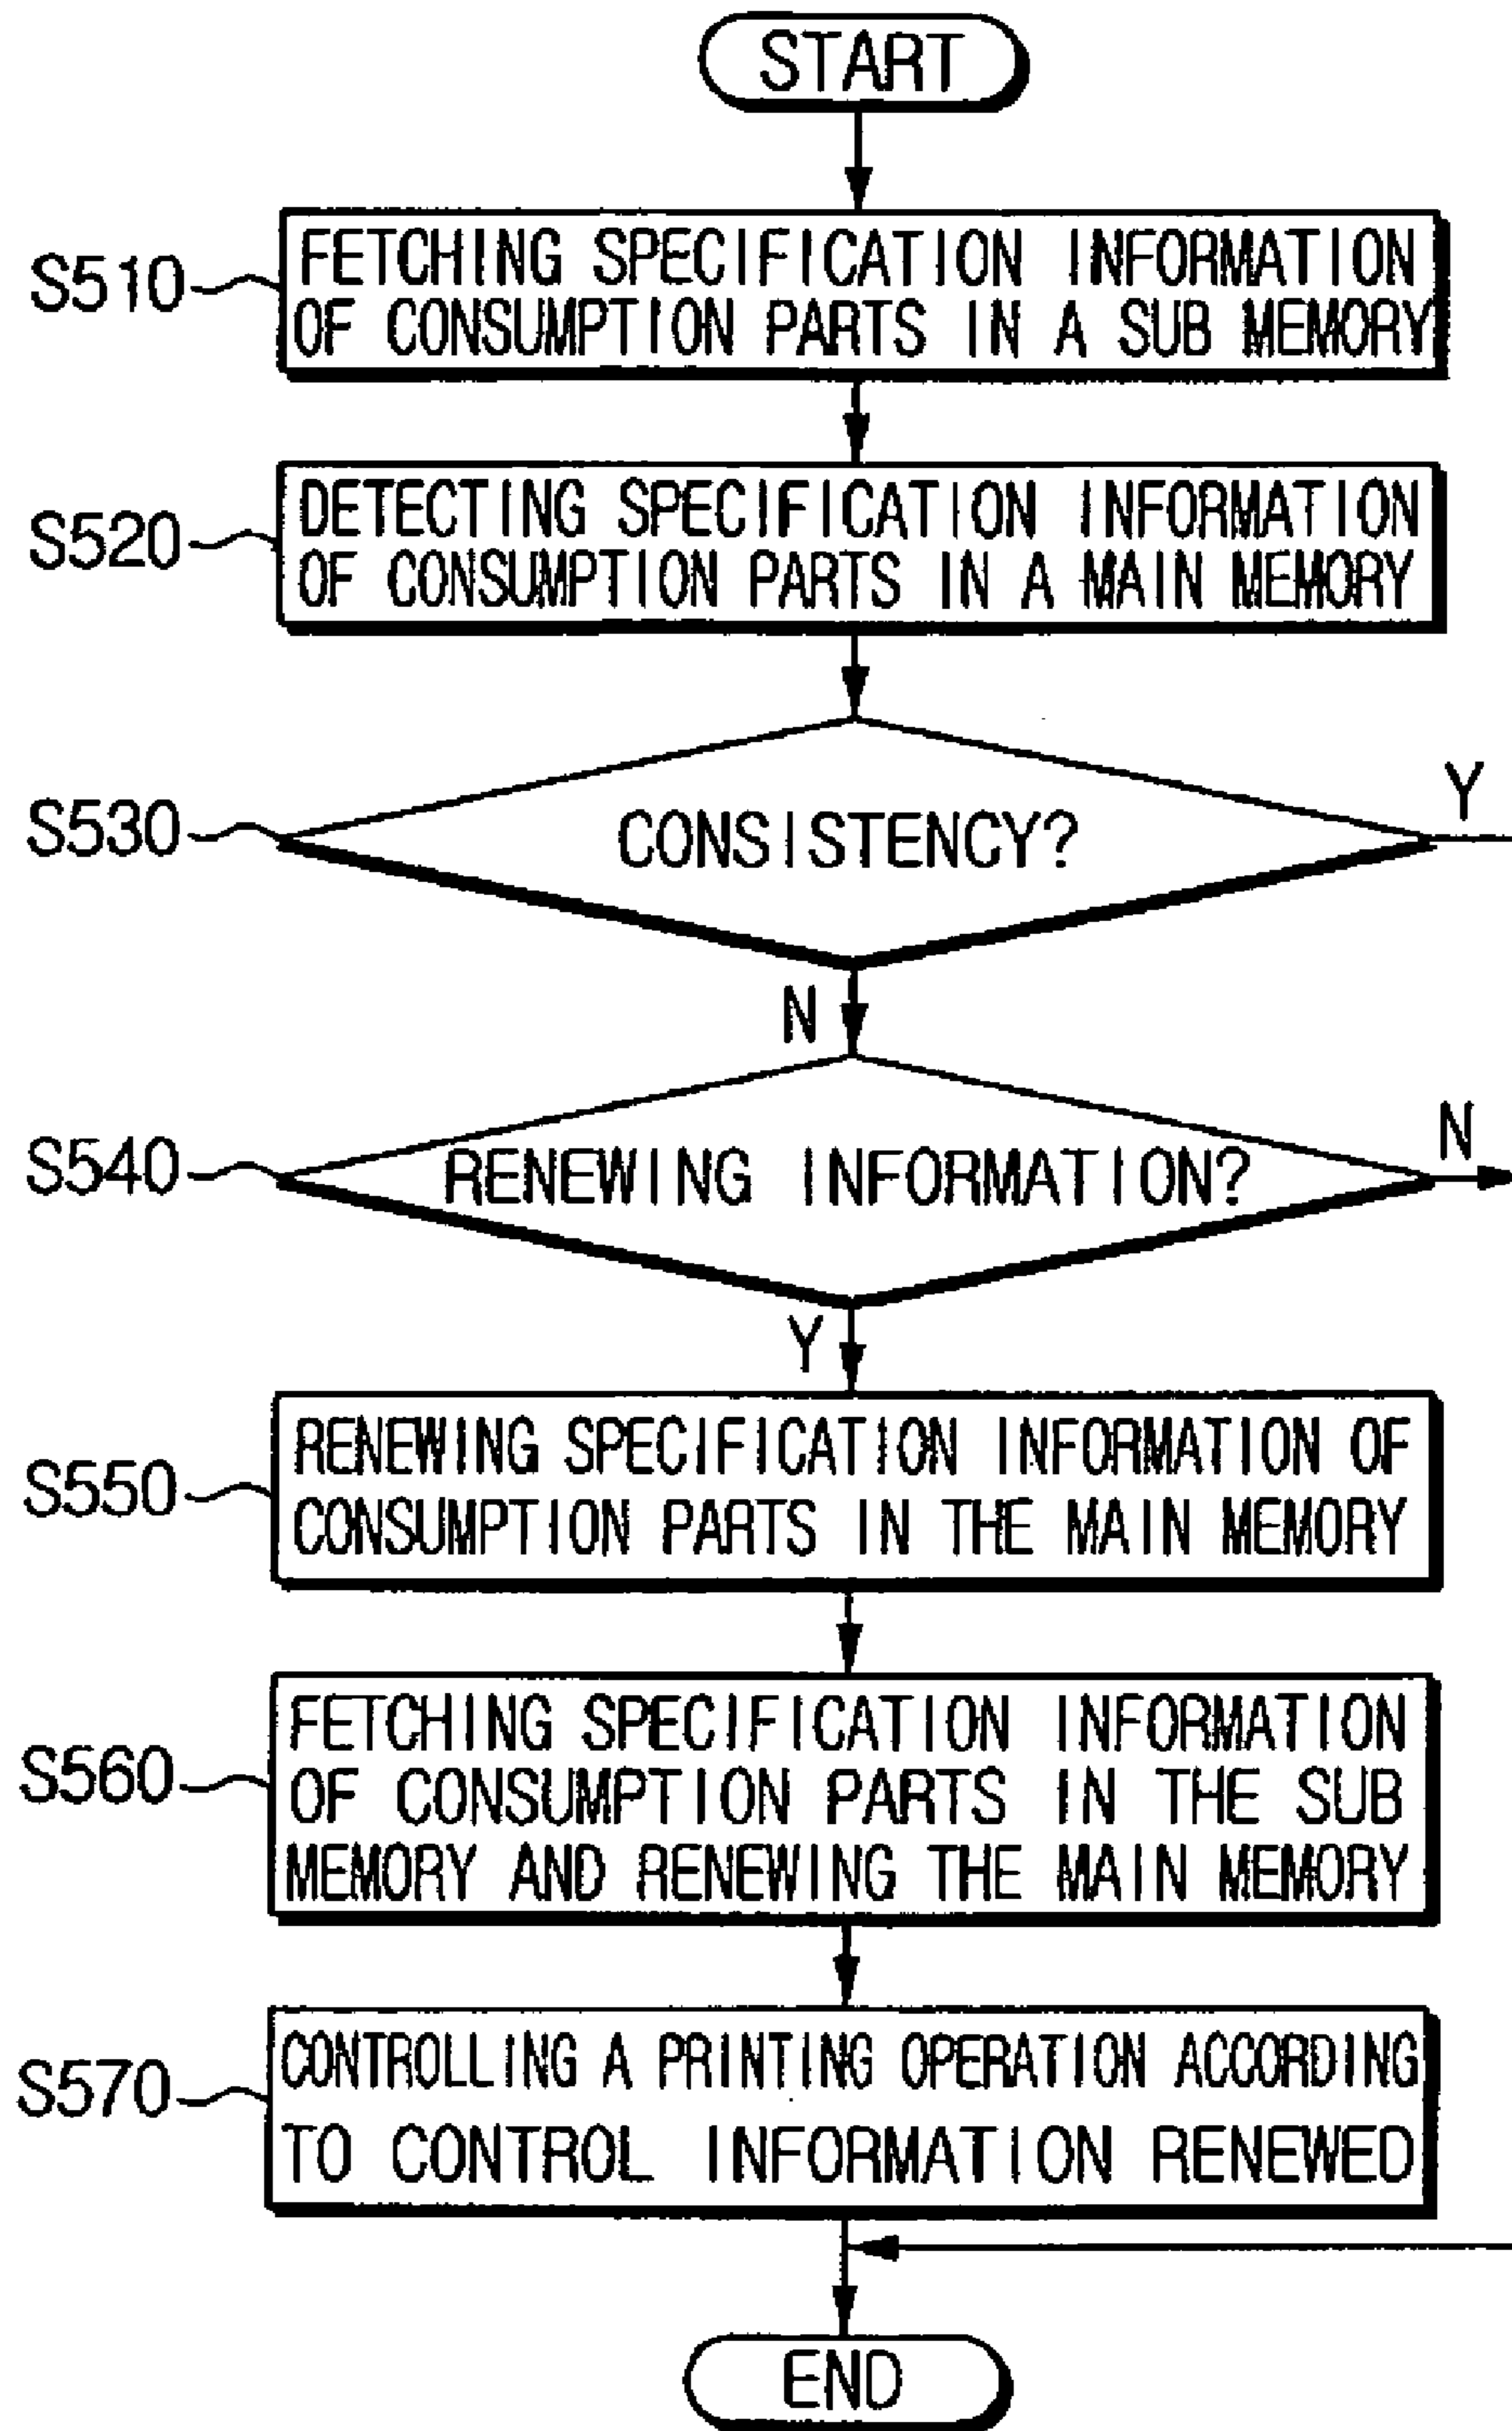 START
S510
FETCHING SPECIFICATION INFORMATION
OF CONSUMPTION PARTS IN A SUB MEMORY
S520
DETECTING SPECIFICATION INFORMATION
OF CONSUMPTION PARTS IN A MAIN MEMORY
S530
CONSISTENCY?
Y
N
S540
RENEWING INFORMATION?
N
Y
S550
RENEWING SPECIFICATION INFORMATION OF
CONSUMPTION PARTS IN THE MAIN MEMORY
S560
FETCHING SPECIFICATION INFORMATION
OF CONSUMPTION PARTS IN THE SUB
MEMORY AND RENEWING THE MAIN MEMORY
S570
CONTROLLING A PRINTING OPERATION ACCORDING
TO CONTROL INFORMATION RENEWED
END